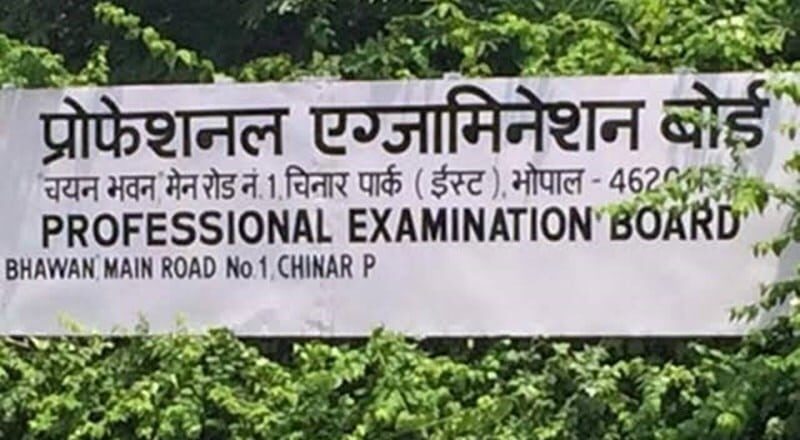 प्रोफेशनल एग्जामिनेशन बोर्ड
"चयन भवन" मेन रोड नं. 1, चिनार पार्क ( ईस्ट ), भोपाल -
PROFESSIONAL EXAMINATION BOARD
BHAWAN, MAIN ROAD No. 1, CHINAR P